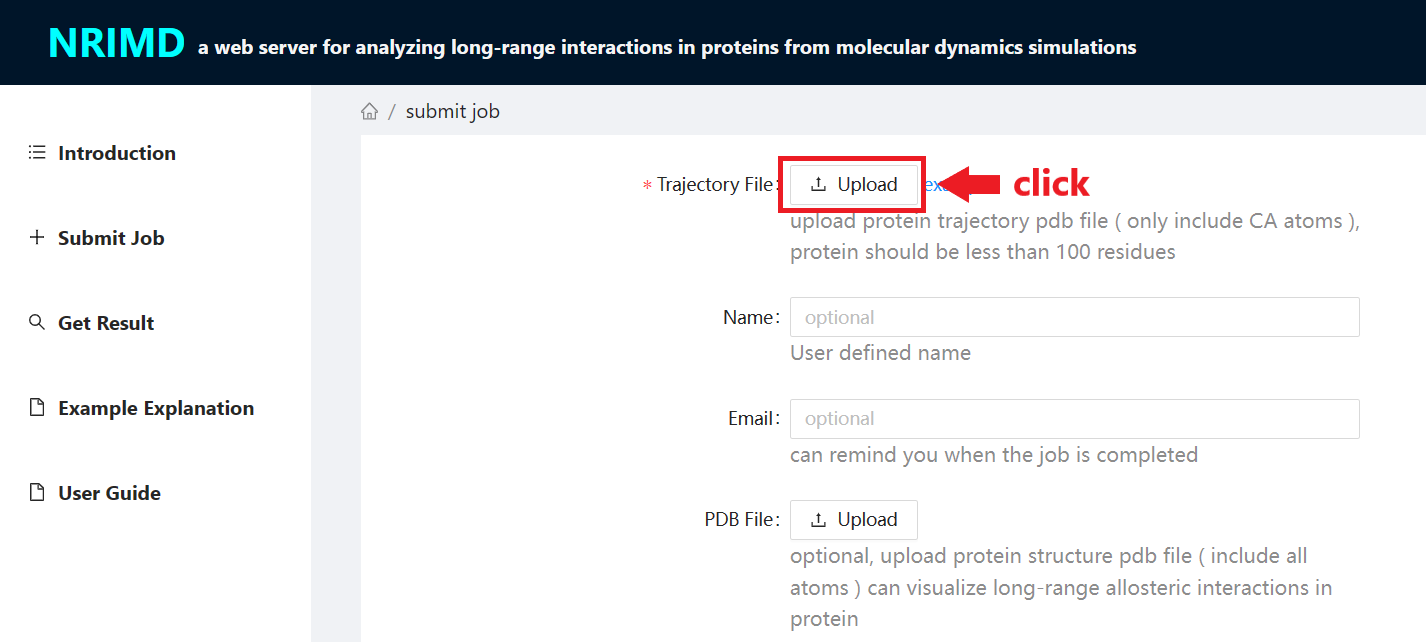 NRIMD a web server for analyzing long-range interactions in proteins from molecular dynamics simulations
/ submit job
Introduction
Submit Job
Get Result
Example Explanation
User Guide
* Trajectory File: Upload click
upload protein trajectory pdb file ( only include CA atoms ),
protein should be less than 100 residues
Name: optional
User defined name
Email: optional
can remind you when the job is completed
PDB File: Upload
optional, upload protein structure pdb file ( include all
atoms ) can visualize long-range allosteric interactions in
protein